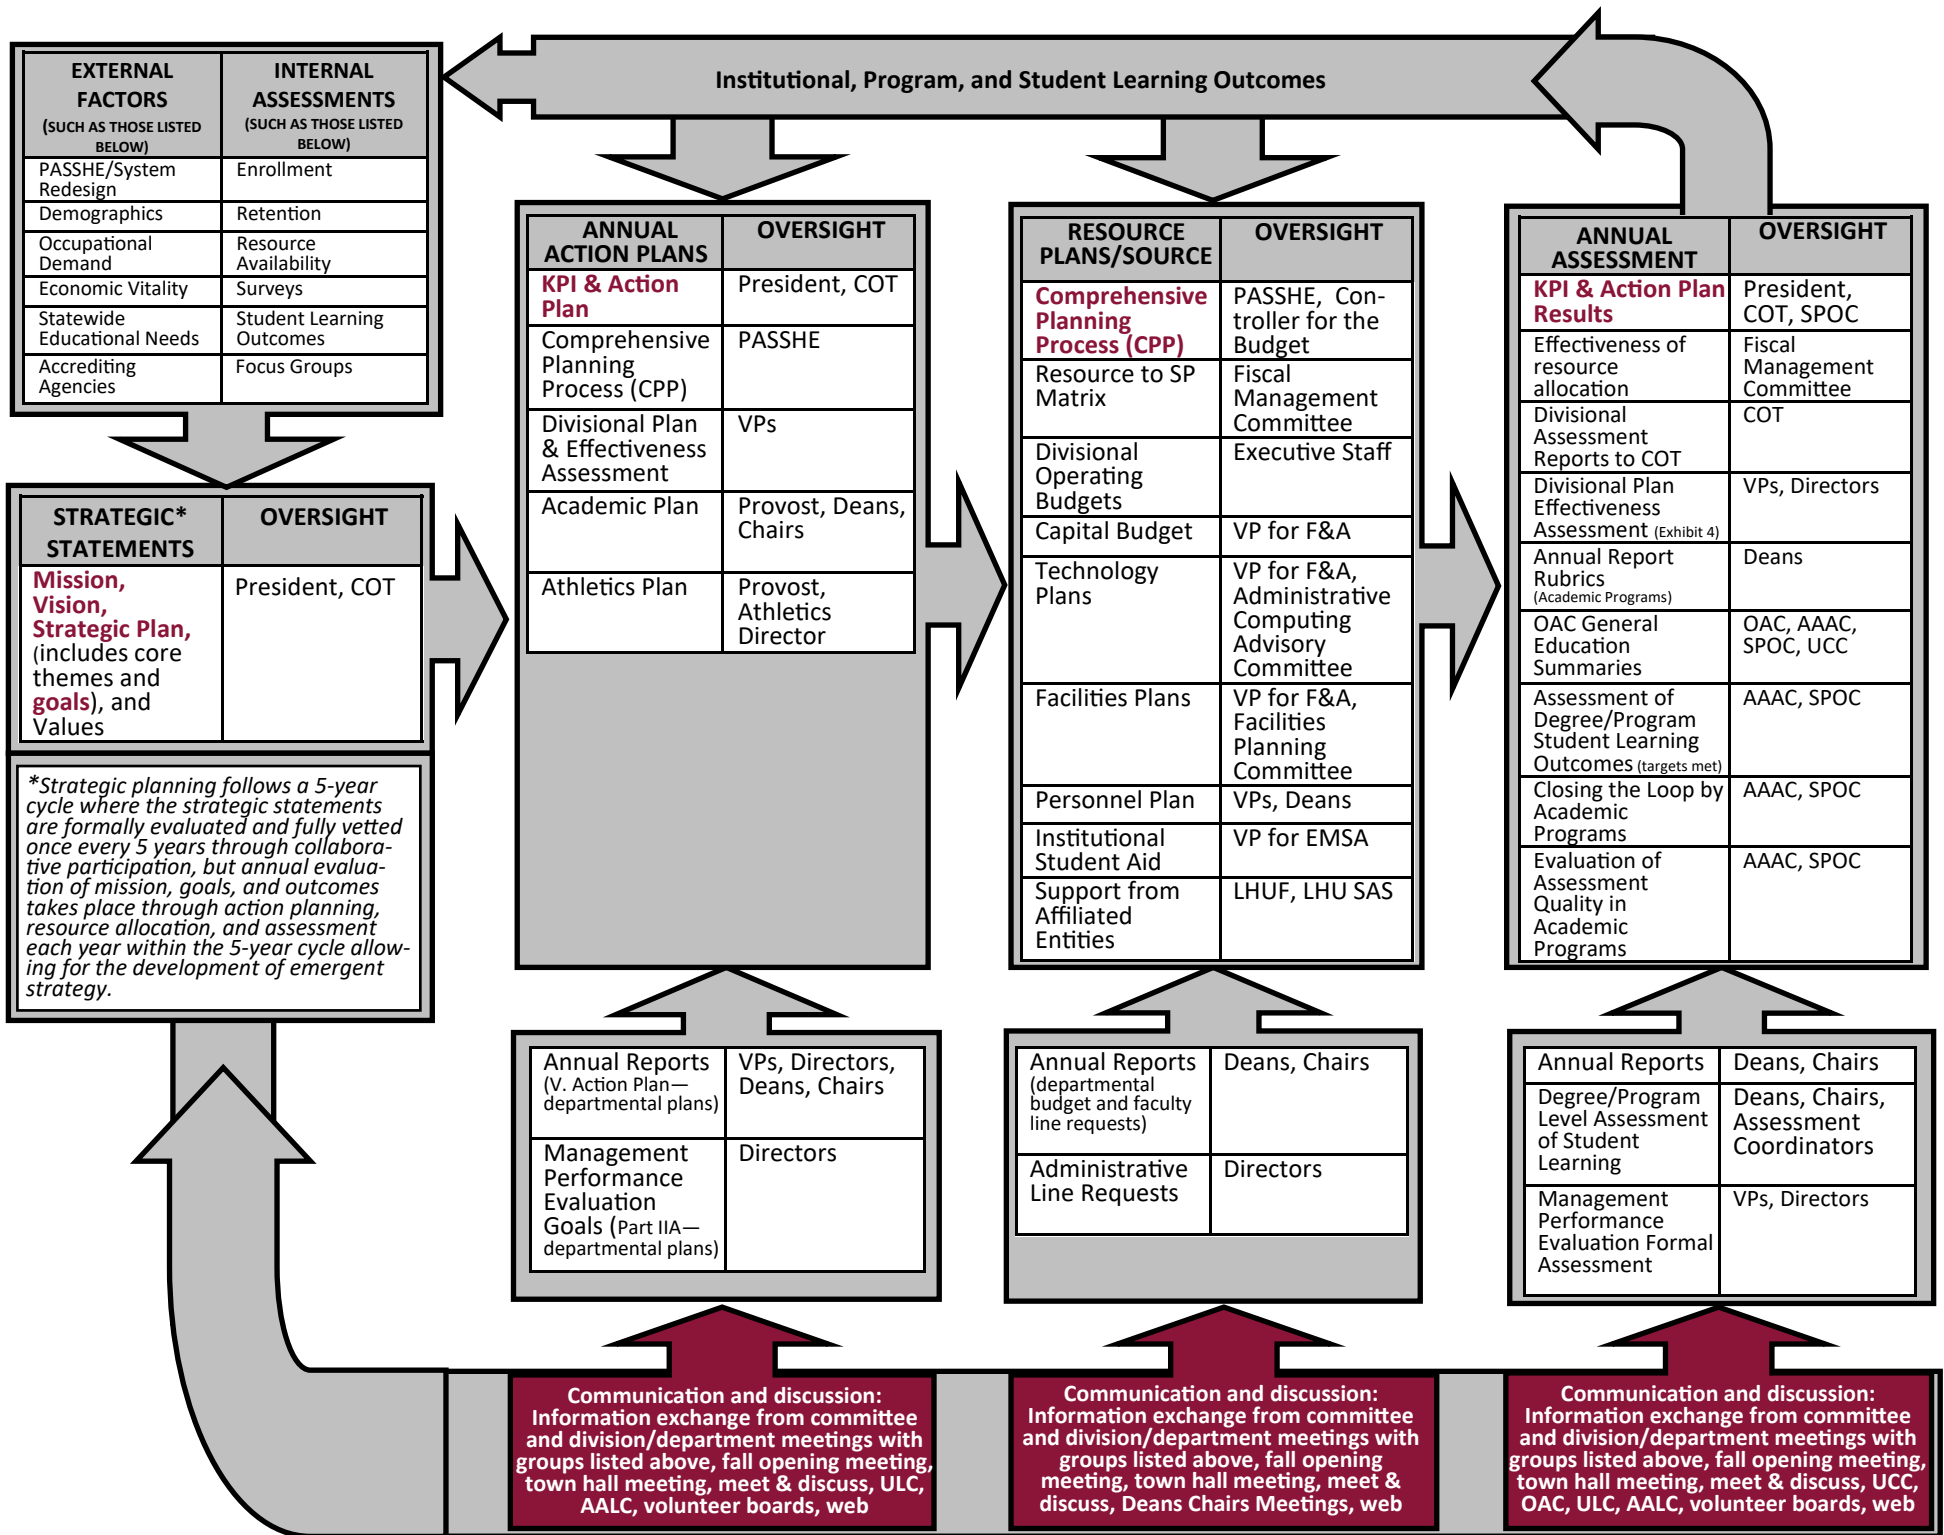 Institutional, Program, and Student Learning Outcomes
EXTERNAL
FACTORS
(SUCH AS THOSE LISTED
BELOW)
INTERNAL
ASSESSMENTS
(SUCH AS THOSE LISTED
BELOW)
PASSHE/System
Redesign
Enrollment
Demographics
Retention
Occupational
Demand
Resource
Availability
Economic Vitality
Surveys
Statewide
Educational Needs
Student Learning
Outcomes
Accrediting
Agencies
Focus Groups
STRATEGIC*
STATEMENTS
OVERSIGHT
Mission,
Vision,
Strategic Plan,
(includes core
themes and
goals), and
Values
President, COT
*Strategic planning follows a 5-year
cycle where the strategic statements
are formally evaluated and fully vetted
once every 5 years through collabora-
tive participation, but annual evalua-
tion of mission, goals, and outcomes
takes place through action planning,
resource allocation, and assessment
each year within the 5-year cycle allow-
ing for the development of emergent
strategy.
ANNUAL
ACTION PLANS
OVERSIGHT
KPI & Action
Plan
President, COT
Comprehensive
Planning
Process (CPP)
PASSHE
Divisional Plan
& Effectiveness
Assessment
VPs
Academic Plan
Provost, Deans,
Chairs
Athletics Plan
Provost,
Athletics
Director
RESOURCE
PLANS/SOURCE
OVERSIGHT
Comprehensive
Planning
Process (CPP)
PASSHE, Con-
troller for the
Budget
Resource to SP
Matrix
Fiscal
Management
Committee
Divisional
Operating
Budgets
Executive Staff
Capital Budget
VP for F&A
Technology
Plans
VP for F&A,
Administrative
Computing
Advisory
Committee
Facilities Plans
VP for F&A,
Facilities
Planning
Committee
Personnel Plan
VPs, Deans
Institutional
Student Aid
VP for EMSA
Support from
Affiliated
Entities
LHUF, LHU SAS
ANNUAL
ASSESSMENT
OVERSIGHT
KPI & Action Plan
Results
President,
COT, SPOC
Effectiveness of
resource
allocation
Fiscal
Management
Committee
Divisional
Assessment
Reports to COT
COT
Divisional Plan
Effectiveness
Assessment (Exhibit 4)
VPs, Directors
Annual Report
Rubrics
(Academic Programs)
Deans
OAC General
Education
Summaries
OAC, AAAC,
SPOC, UCC
Assessment of
Degree/Program
Student Learning
Outcomes (targets met)
AAAC, SPOC
Closing the Loop by
Academic
Programs
AAAC, SPOC
Evaluation of
Assessment
Quality in
Academic
Programs
AAAC, SPOC
Annual Reports
(V. Action Plan—
departmental plans)
VPs, Directors,
Deans, Chairs
Management
Performance
Evaluation
Goals (Part IIA—
departmental plans)
Directors
Annual Reports
(departmental
budget and faculty
line requests)
Deans, Chairs
Administrative
Line Requests
Directors
Annual Reports
Deans, Chairs
Degree/Program
Level Assessment
of Student
Learning
Deans, Chairs,
Assessment
Coordinators
Management
Performance
Evaluation Formal
Assessment
VPs, Directors
Communication and discussion:
Information exchange from committee
and division/department meetings with
groups listed above, fall opening meeting,
town hall meeting, meet & discuss, ULC,
AALC, volunteer boards, web
Communication and discussion:
Information exchange from committee
and division/department meetings with
groups listed above, fall opening
meeting, town hall meeting, meet &
discuss, Deans Chairs Meetings, web
Communication and discussion:
Information exchange from committee
and division/department meetings with
groups listed above, fall opening meeting,
town hall meeting, meet & discuss, UCC,
OAC, ULC, AALC, volunteer boards, web